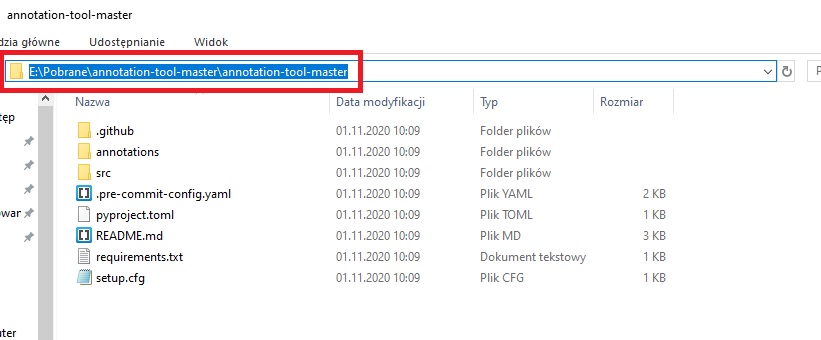 annotation-tool-master
dzia główne Udostępnianie Widok
E:\Pobrane\annotation-tool-master\annotation-tool-master P
Nazwa Data modyfikacji Typ Rozmiar
.github 01.11.2020 10:09 Folder plików
annotations 01.11.2020 10:09 Folder plików
src 01.11.2020 10:09 Folder plików
.pre-commit-config.yaml 01.11.2020 10:09 Plik YAML 2 KB
pyproject.toml 01.11.2020 10:09 Plik TOML 1 KB
README.md 01.11.2020 10:09 Plik MD 3 KB
requirements.txt 01.11.2020 10:09 Dokument tekstowy 1 KB
setup.cfg 01.11.2020 10:09 Plik CFG 1 KB
tęp
owan
uter